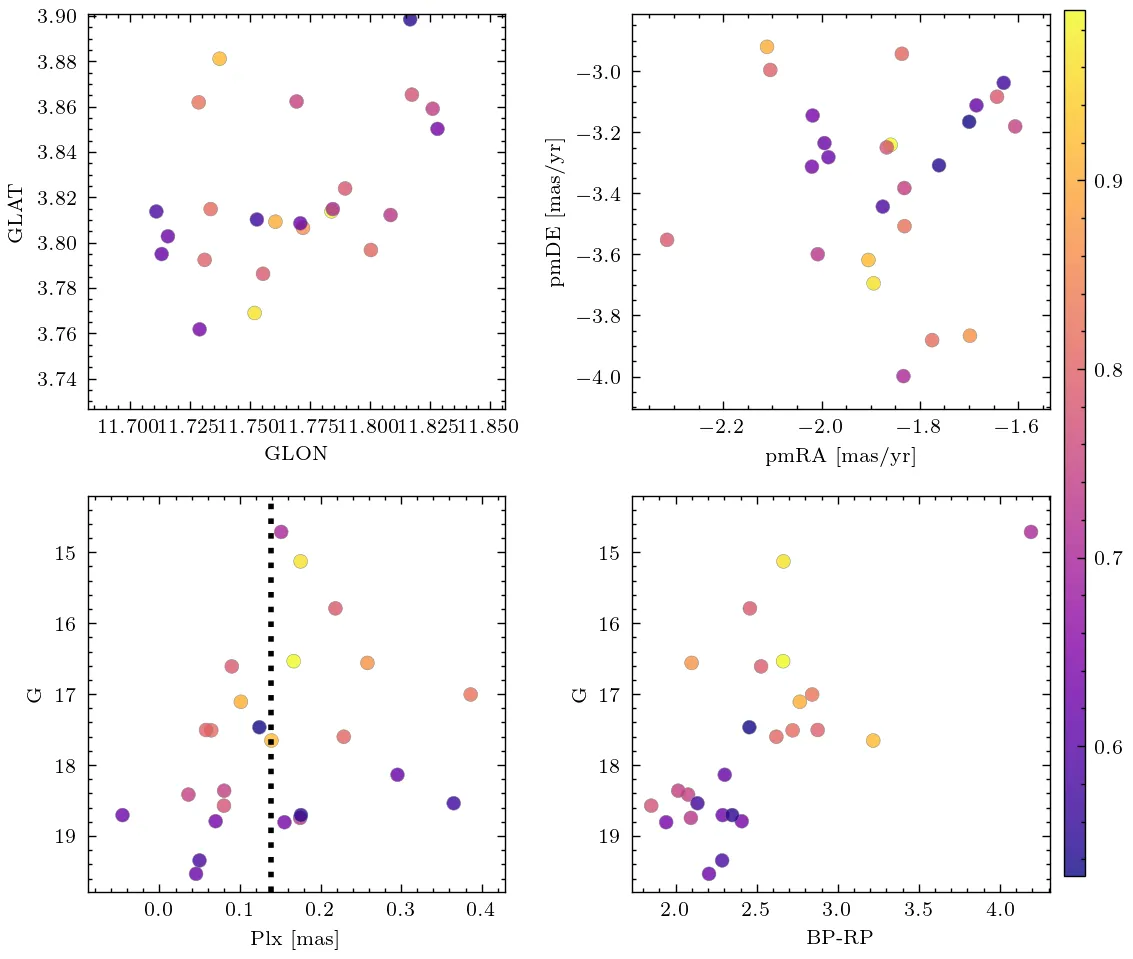 3.90
3.88
3.86
3.84
3.82
3.80
3.78
3.76
3.74
GLAT
11.700 11.725 11.750 11.775 11.800 11.825 11.850
GLON
−3.0
−3.2
−3.4
−3.6
−3.8
−4.0
pmDE [mas/yr]
−2.2 −2.0 −1.8 −1.6
pmRA [mas/yr]
15
16
17
18
19
G
0.0 0.1 0.2 0.3 0.4
Plx [mas]
15
16
17
18
19
G
2.0 2.5 3.0 3.5 4.0
BP-RP
0.9
0.8
0.7
0.6